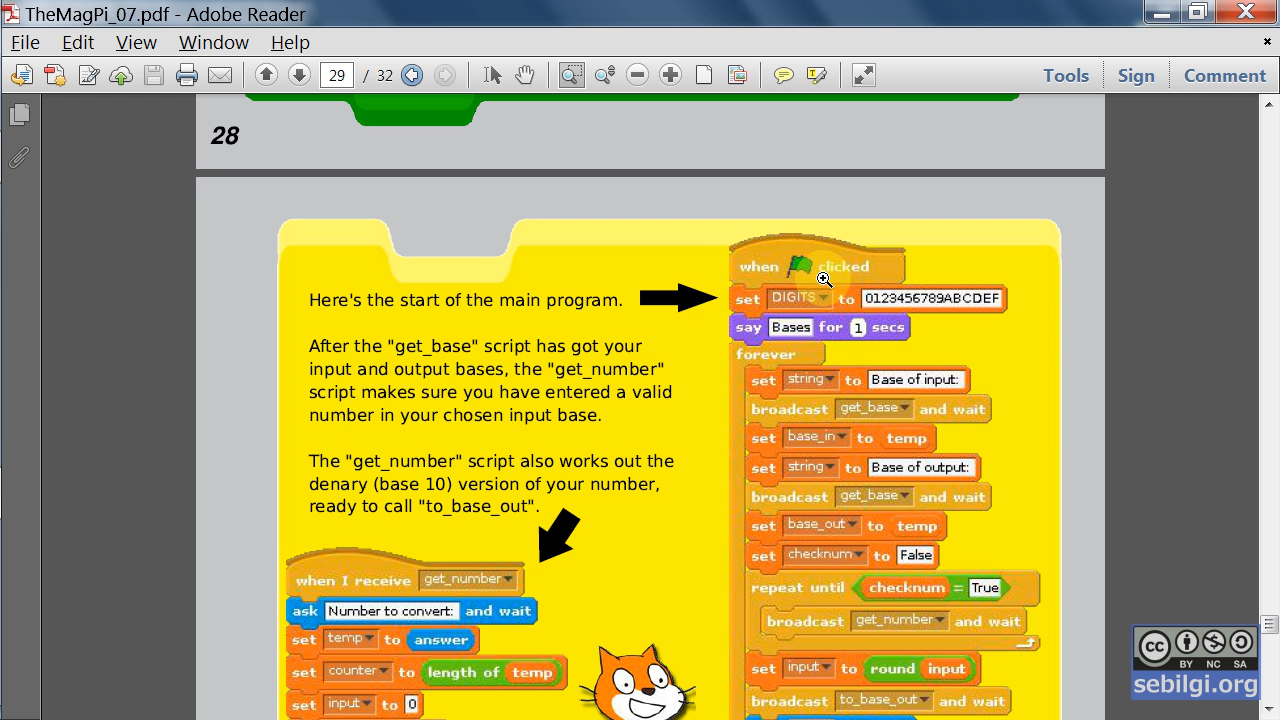 TheMagPi_07.pdf - Adobe Reader
File Edit View Window Help
29 / 32
Tools Sign Comment
28
Here's the start of the main program.
After the "get_base" script has got your
input and output bases, the "get_number"
script makes sure you have entered a valid
number in your chosen input base.
The "get_number" script also works out the
denary (base 10) version of your number,
ready to call "to_base_out".
when I receive get_number
ask Number to convert: and wait
set temp to answer
set counter to length of temp
set input to 0
when clicked
set DIGITS to 0123456789ABCDEF
say Bases for 1 secs
forever
set string to Base of input:
broadcast get_base and wait
set base_in to temp
set string to Base of output:
broadcast get_base and wait
set base_out to temp
set checknum to False
repeat until checknum = True
broadcast get_number and wait
set input to round input
broadcast to_base_out and wait
cc
BY NC SA
sebilgi.org